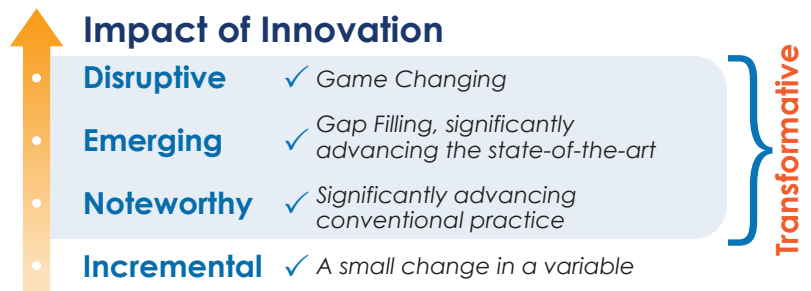 Impact of Innovation
Disruptive ✓ Game Changing
Emerging ✓ Gap Filling, significantly
advancing the state-of-the-art
Noteworthy ✓ Significantly advancing
conventional practice
Incremental ✓ A small change in a variable
Transformative